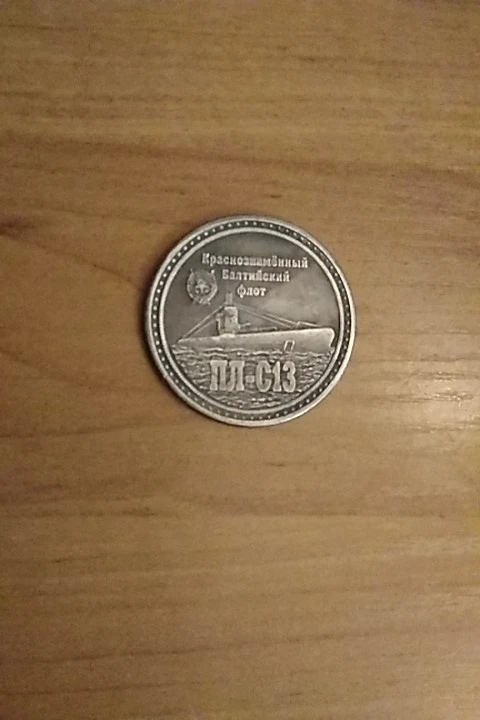 Краснознамённый
Балтийский
флот
ПЛ-С13